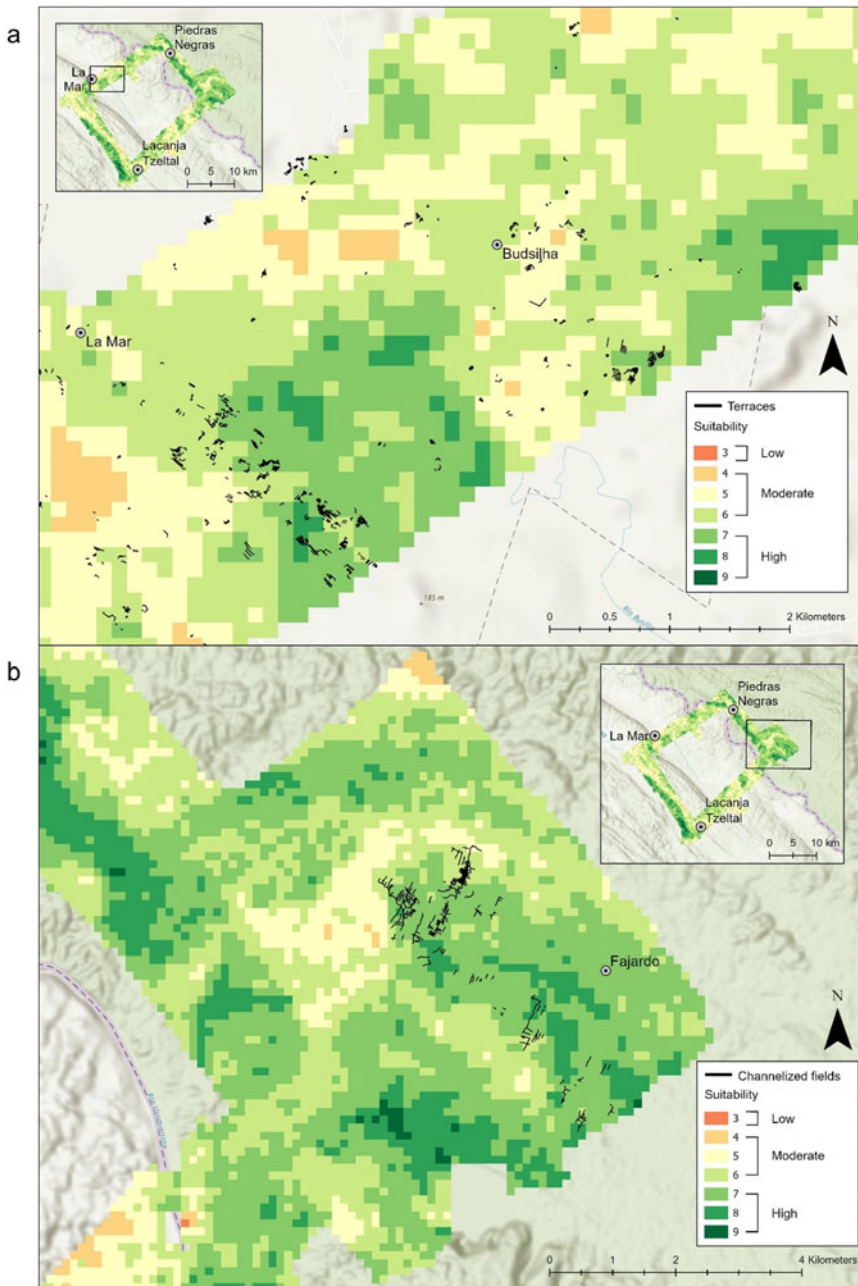 a
Piedras
Negras
La
Mar
Lacanja
Tzeltal
0 5 10 km
Budsilha
La Mar
N
Terraces
Suitability
3 Low
4
5 Moderate
6
7
8 High
9
185 m
0 0.5 1 2 Kilometers
b
Piedras
Negras
La Mar
Lacanja
Tzeltal
0 5 10 km
Fajardo
N
Channelized fields
Suitability
3 Low
4
5 Moderate
6
7
8 High
9
0 1 2 4 Kilometers